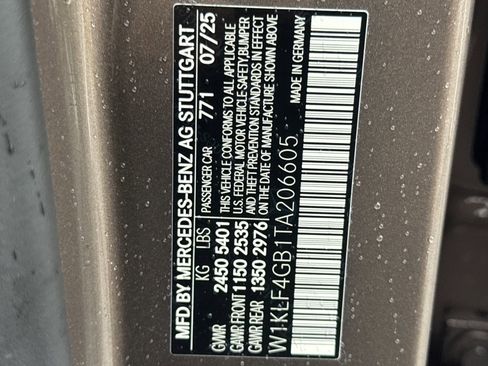 MFD BY MERCEDES-BENZ AG STUTTGART
KG LBS PASSENGER CAR 771 07/25
GVWR 2450 5401 THIS VEHICLE CONFORMS TO ALL APPLICABLE
GAWR FRONT 1150 2535 U.S. FEDERAL MOTOR VEHICLE SAFETY, BUMPER
GAWR REAR 1350 2976 AND THEFT PREVENTION STANDARDS IN EFFECT
ON THE DATE OF MANUFACTURE SHOWN ABOVE
W1KLF4GB1TA206605 MADE IN GERMANY